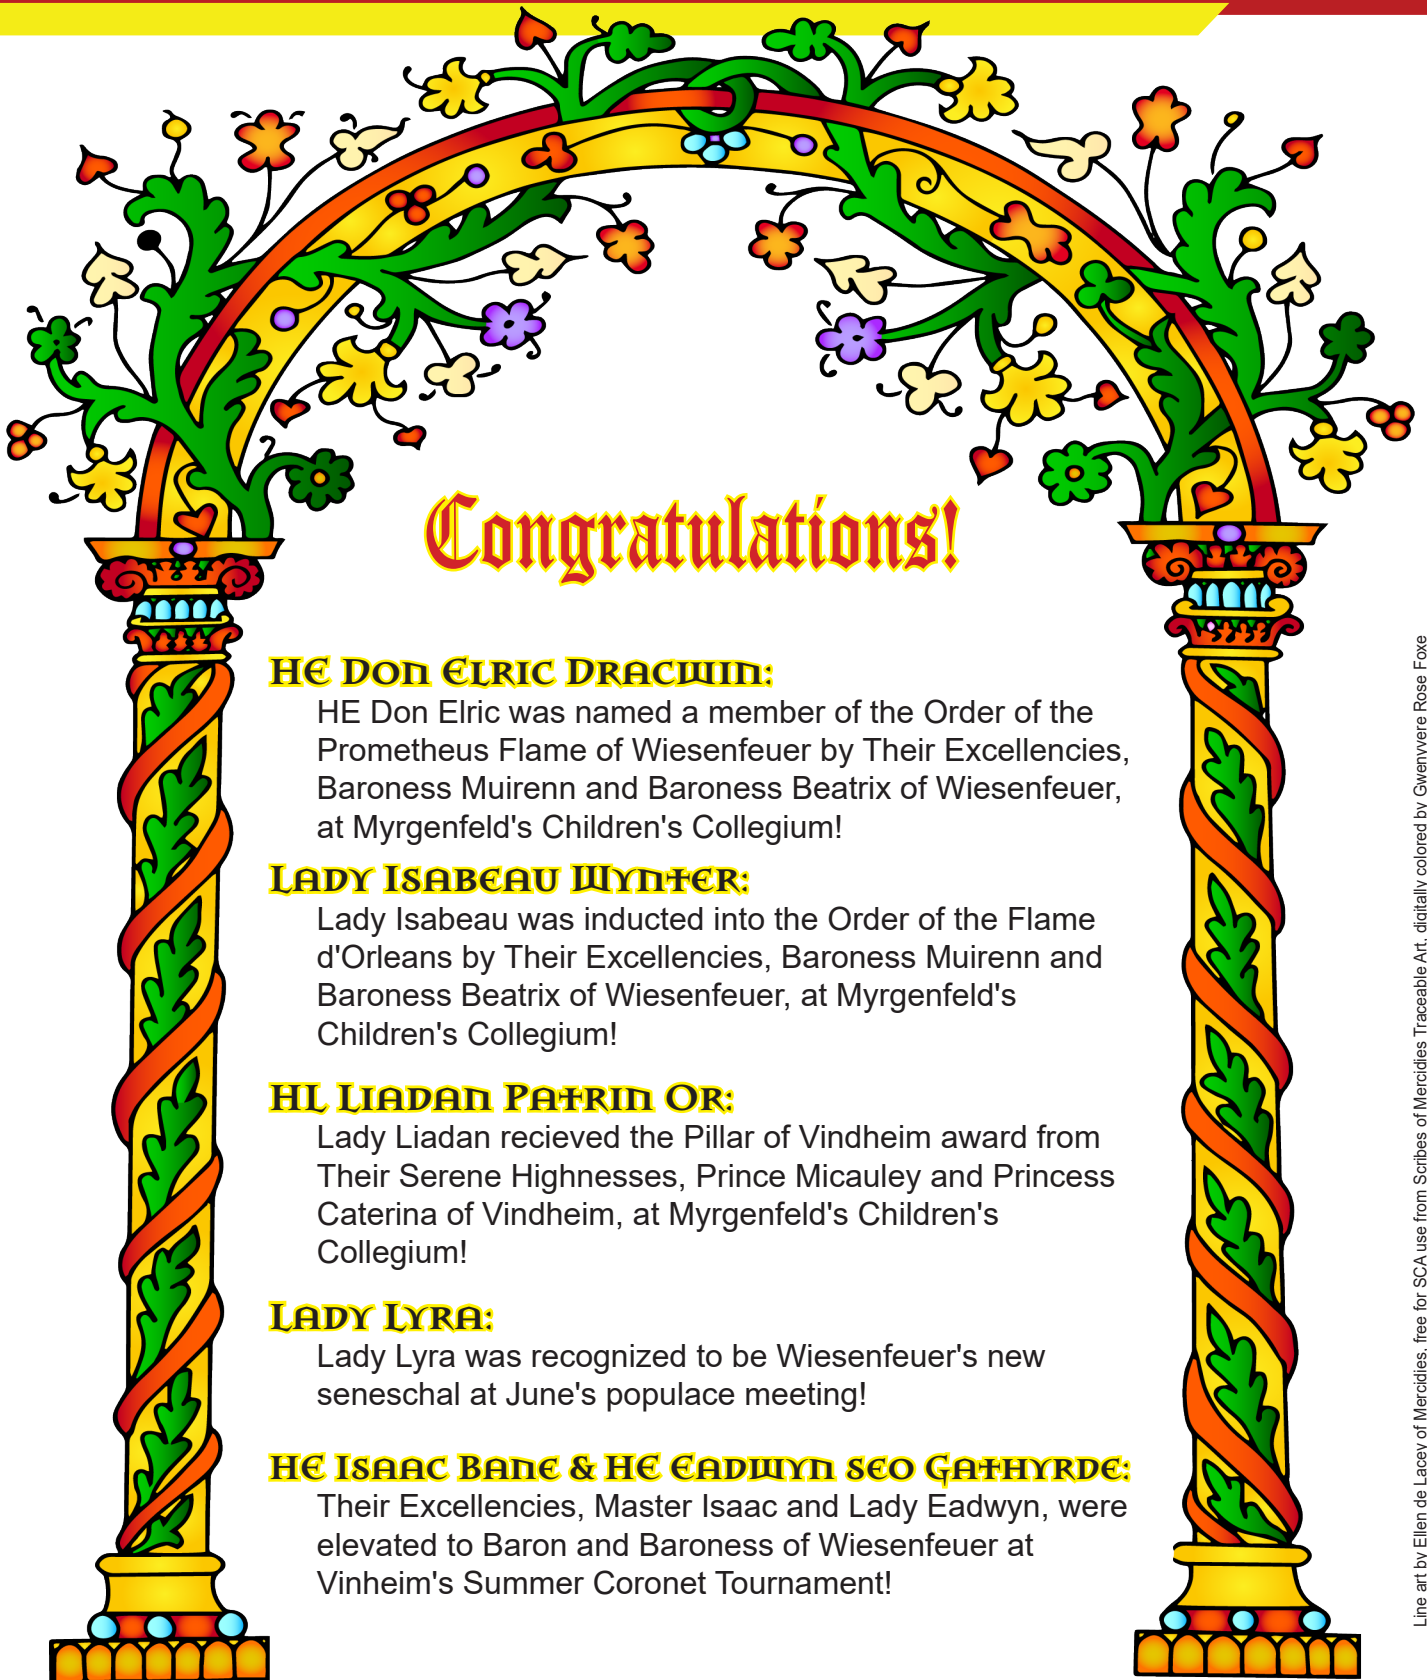 Congratulations!
HE Don Elric Dracwin:
HE Don Elric was named a member of the Order of the
Prometheus Flame of Wiesenfeuer by Their Excellencies,
Baroness Muirenn and Baroness Beatrix of Wiesenfeuer,
at Myrgenfeld's Children's Collegium!
Lady Isabeau Wynter:
Lady Isabeau was inducted into the Order of the Flame
d'Orleans by Their Excellencies, Baroness Muirenn and
Baroness Beatrix of Wiesenfeuer, at Myrgenfeld's
Children's Collegium!
HL Liadan Patrin Or:
Lady Liadan recieved the Pillar of Vindheim award from
Their Serene Highnesses, Prince Micauley and Princess
Caterina of Vindheim, at Myrgenfeld's Children's
Collegium!
Lady Lyra:
Lady Lyra was recognized to be Wiesenfeuer's new
seneschal at June's populace meeting!
HE Isaac Bane & HE Eadwyn seo Gathyrde:
Their Excellencies, Master Isaac and Lady Eadwyn, were
elevated to Baron and Baroness of Wiesenfeuer at
Vinheim's Summer Coronet Tournament!
Line art by Ellen de Lacey of Mercidies, free for SCA use from Scribes of Mercidies Traceable Art, digitally colored by Gwenyvere Rose Foxe